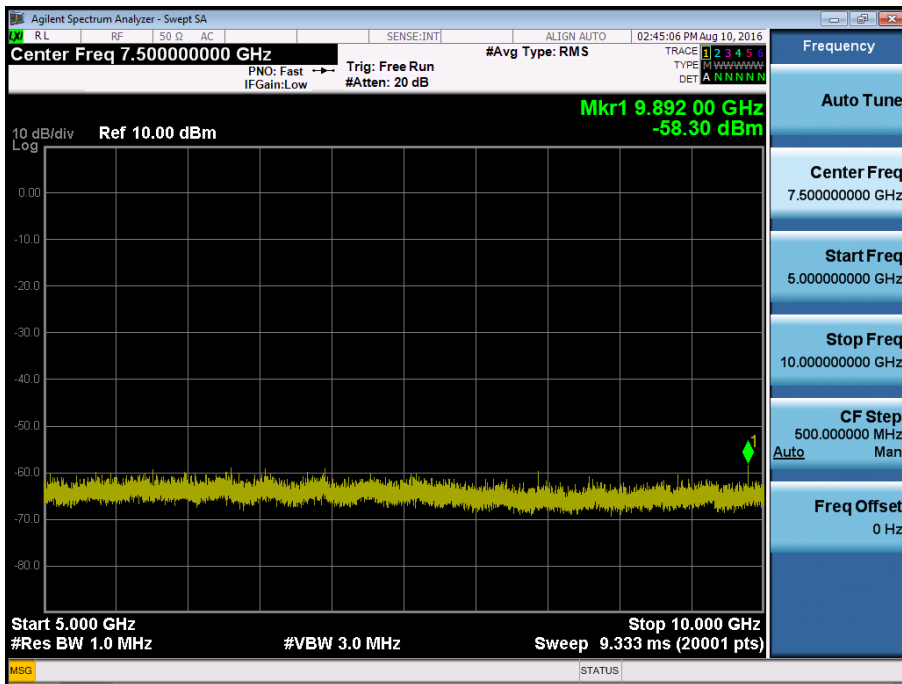 Agilent Spectrum Analyzer - Swept SA
LXI RL RF 50 Ω AC SENSE:INT ALIGN AUTO 02:45:06 PM Aug 10, 2016
Center Freq 7.500000000 GHz
PNO: Fast
IFGain:Low
Trig: Free Run
#Atten: 20 dB
#Avg Type: RMS
TRACE 1 2 3 4 5 6
TYPE M WWWWW
DET A N N N N N
Mkr1 9.892 00 GHz
-58.30 dBm
10 dB/div Ref 10.00 dBm
Log
0.00
-10.0
-20.0
-30.0
-40.0
-50.0
-60.0
-70.0
-80.0
1
Start 5.000 GHz Stop 10.000 GHz
#Res BW 1.0 MHz #VBW 3.0 MHz Sweep 9.333 ms (20001 pts)
MSG STATUS
Frequency
Auto Tune
Center Freq
7.500000000 GHz
Start Freq
5.000000000 GHz
Stop Freq
10.000000000 GHz
CF Step
500.000000 MHz
Auto Man
Freq Offset
0 Hz